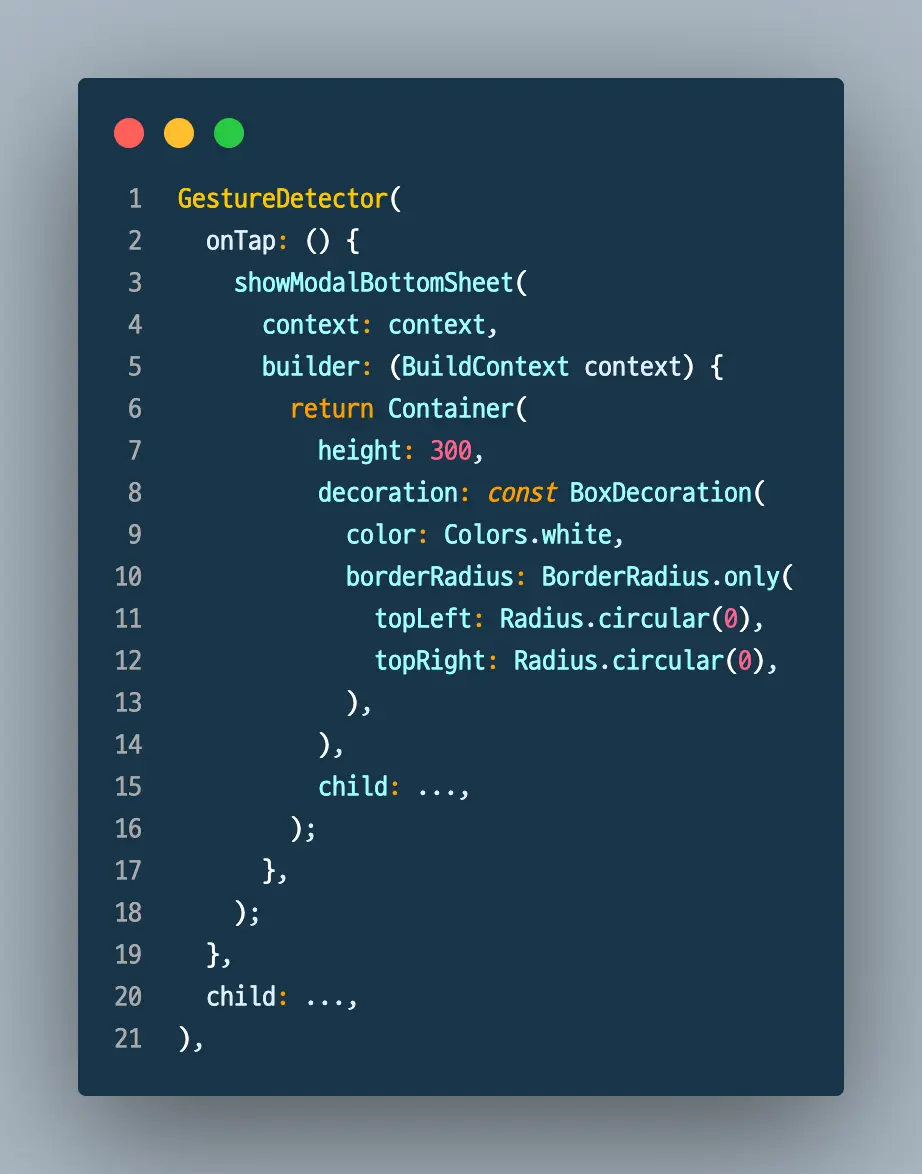 1 GestureDetector(
2   onTap: () {
3     showModalBottomSheet(
4       context: context,
5       builder: (BuildContext context) {
6         return Container(
7           height: 300,
8           decoration: const BoxDecoration(
9             color: Colors.white,
10             borderRadius: BorderRadius.only(
11               topLeft: Radius.circular(0),
12               topRight: Radius.circular(0),
13             ),
14           ),
15           child: ...,
16         );
17       },
18     );
19   },
20   child: ...,
21 ),